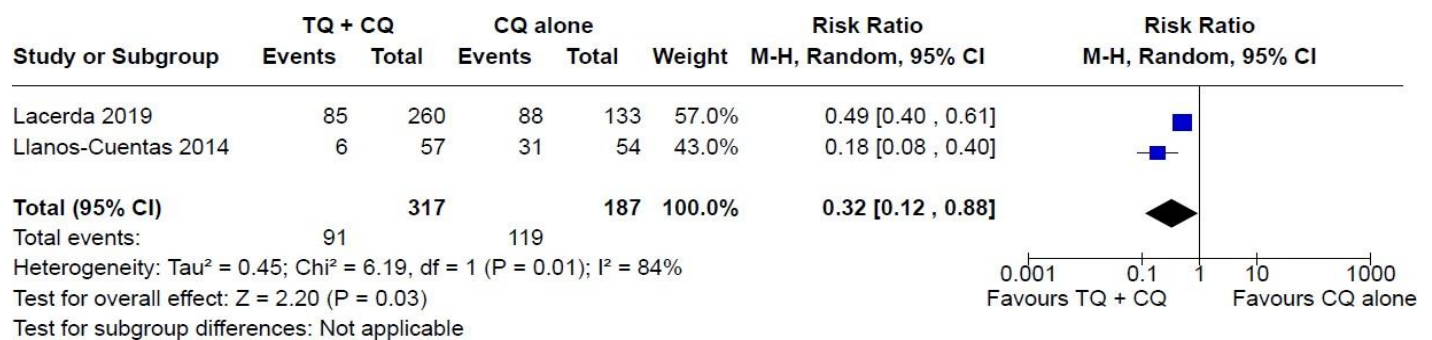 TQ + CQ CQ alone Risk Ratio Risk Ratio
Study or Subgroup Events Total Events Total Weight M-H, Random, 95% CI M-H, Random, 95% CI
Lacerda 2019 85 260 88 133 57.0% 0.49 [0.40 , 0.61]
Llanos-Cuentas 2014 6 57 31 54 43.0% 0.18 [0.08 , 0.40]
Total (95% CI) 317 187 100.0% 0.32 [0.12 , 0.88]
Total events: 91 119
Heterogeneity: Tau² = 0.45; Chi² = 6.19, df = 1 (P = 0.01); I² = 84%
0.001 0.1 1 10 1000
Test for overall effect: Z = 2.20 (P = 0.03) Favours TQ + CQ Favours CQ alone
Test for subgroup differences: Not applicable